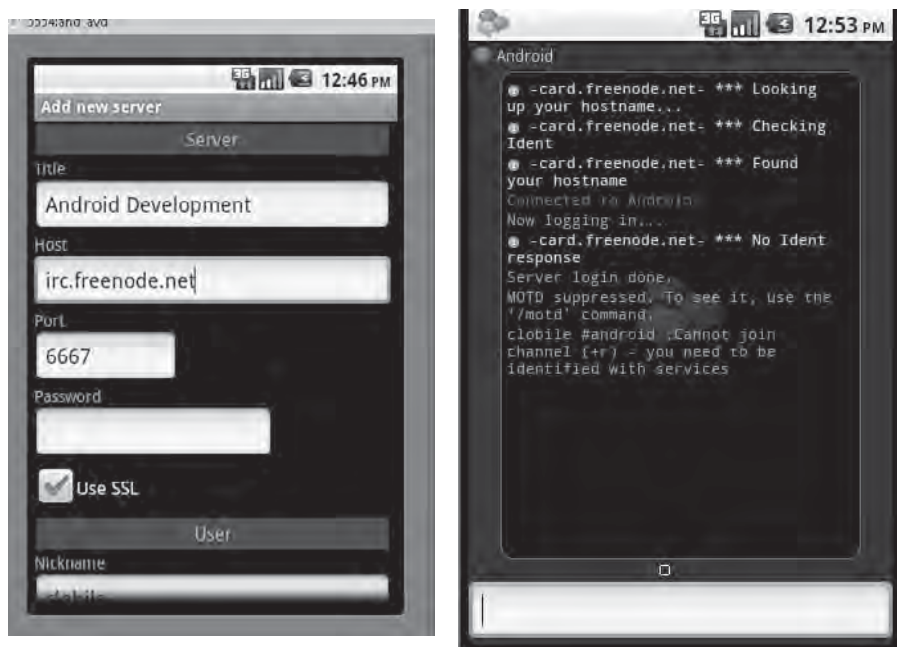 5554:and_avd
12:46 PM
Add new server
Server
Title
Android Development
Host
irc.freenode.net
Port
6667
Password
Use SSL
User
Nickname
clobile
3G
12:53 PM
Android
-card.freenode.net- *** Looking
up your hostname...
-card.freenode.net- *** Checking
Ident
-card.freenode.net- *** Found
your hostname
Connected to Android
Now logging in...
-card.freenode.net- *** No Ident
response
Server login done.
MOTD suppressed. To see it, use the
'/motd' command.
clobile #android :Cannot join
channel (+r) - you need to be
identified with services